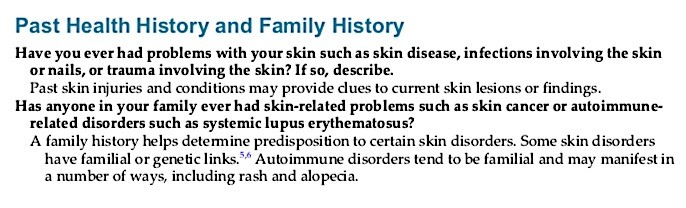 Past Health History and Family History
Have you ever had problems with your skin such as skin disease, infections involving the skin
or nails, or trauma involving the skin? If so, describe.
Past skin injuries and conditions may provide clues to current skin lesions or findings.
Has anyone in your family ever had skin-related problems such as skin cancer or autoimmune-
related disorders such as systemic lupus erythematosus?
A family history helps determine predisposition to certain skin disorders. Some skin disorders
have familial or genetic links.5,6 Autoimmune disorders tend to be familial and may manifest in
a number of ways, including rash and alopecia.